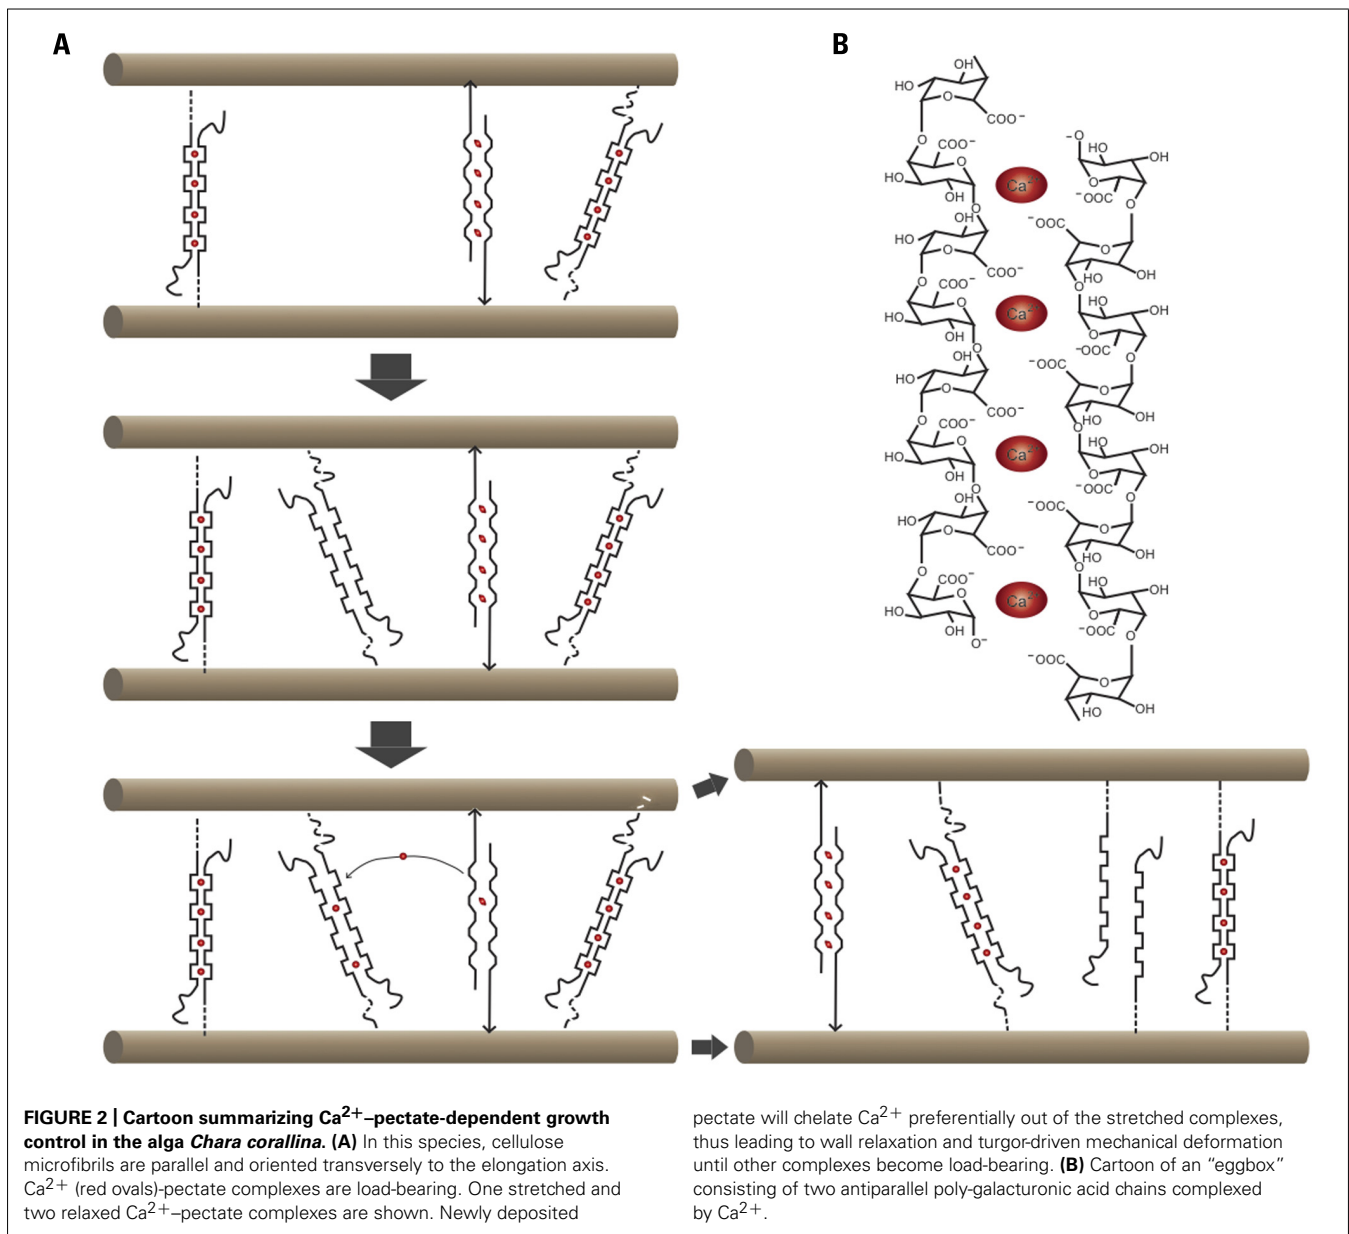 A
B
OH
HO
O
COO⁻
O
COO⁻
O
HO
OH
O
OH
HO
O
COO⁻
O
COO⁻
O
HO
OH
O
OH
HO
O
COO⁻
O
COO⁻
O
HO
OH
O
OH
HO
O
COO⁻
O
COO⁻
O
HO
OH
O⁻
Ca²⁺
Ca²⁺
Ca²⁺
Ca²⁺
⁻O
HO
OH
O
⁻OOC
O
⁻OOC
O
HO
OH
O
HO
OH
O
⁻OOC
O
⁻OOC
O
HO
OH
O
HO
OH
O
⁻OOC
O
⁻OOC
O
HO
OH
O
HO
OH
O
⁻OOC
O
⁻OOC
O
HO
OH
FIGURE 2 | Cartoon summarizing Ca2+–pectate-dependent growth
control in the alga Chara corallina. (A) In this species, cellulose
microfibrils are parallel and oriented transversely to the elongation axis.
Ca2+ (red ovals)-pectate complexes are load-bearing. One stretched and
two relaxed Ca2+–pectate complexes are shown. Newly deposited
pectate will chelate Ca2+ preferentially out of the stretched complexes,
thus leading to wall relaxation and turgor-driven mechanical deformation
until other complexes become load-bearing. (B) Cartoon of an “eggbox”
consisting of two antiparallel poly-galacturonic acid chains complexed
by Ca2+.